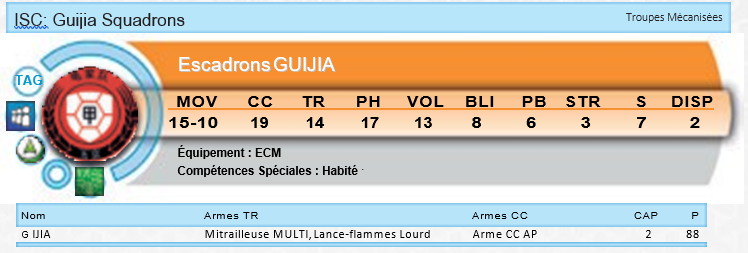 ISC: Guijia Squadrons
Troupes Mécanisées
Escadrons GUIJIA
TAG
MOV CC TR PH VOL BLI PB STR S DISP
15-10 19 14 17 13 8 6 3 7 2
Équipement : ECM
Compétences Spéciales : Habité
Nom Armes TR Armes CC CAP P
G IJIA Mitrailleuse MULTI, Lance-flammes Lourd Arme CC AP 2 88